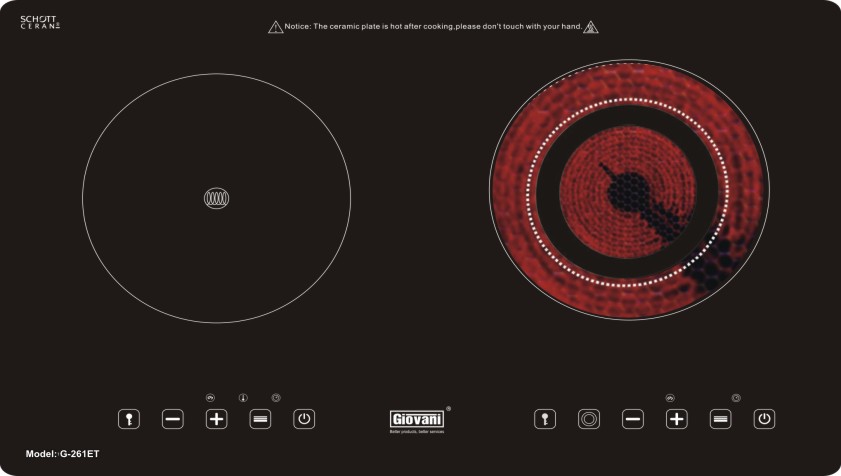 SCHOTT
CERAN®
Notice: The ceramic plate is hot after cooking,please don't touch with your hand.
Giovani®
Better products, better services
Model: G-261ET